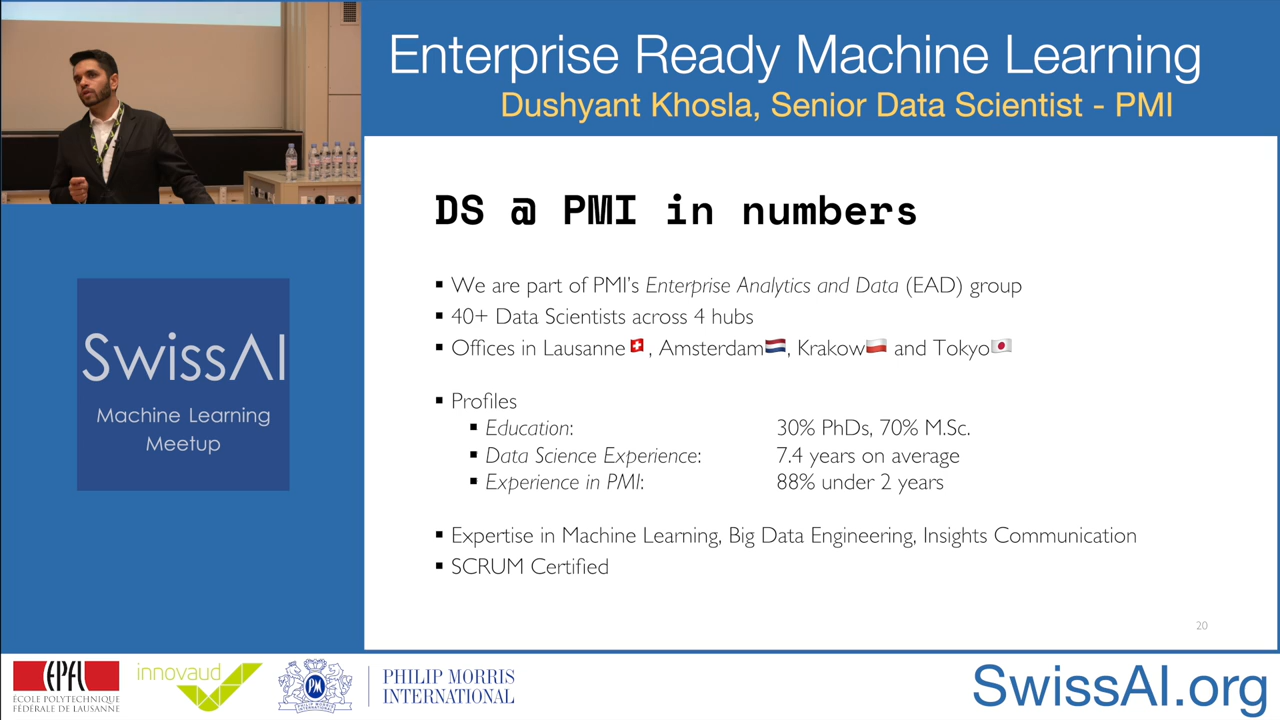 Enterprise Ready Machine Learning
Dushyant Khosla, Senior Data Scientist - PMI
DS @ PMI in numbers
▪ We are part of PMI's Enterprise Analytics and Data (EAD) group
▪ 40+ Data Scientists across 4 hubs
▪ Offices in Lausanne🇨🇭, Amsterdam🇳🇱, Krakow🇵🇱 and Tokyo🇯🇵
▪ Profiles
▪ Education: 30% PhDs, 70% M.Sc.
▪ Data Science Experience: 7.4 years on average
▪ Experience in PMI: 88% under 2 years
▪ Expertise in Machine Learning, Big Data Engineering, Insights Communication
▪ SCRUM Certified
20
SwissAI
Machine Learning
Meetup
EPFL
ÉCOLE POLYTECHNIQUE
FÉDÉRALE DE LAUSANNE
innovaud
PM
PHILIP MORRIS
INTERNATIONAL
SwissAI.org